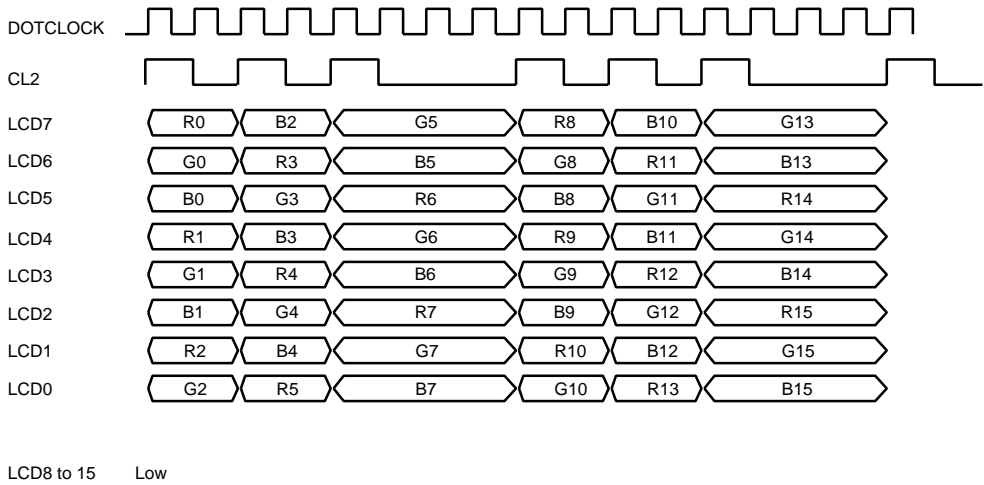 DOTCLOCK
CL2
LCD7 R0 B2 G5 R8 B10 G13
LCD6 G0 R3 B5 G8 R11 B13
LCD5 B0 G3 R6 B8 G11 R14
LCD4 R1 B3 G6 R9 B11 G14
LCD3 G1 R4 B6 G9 R12 B14
LCD2 B1 G4 R7 B9 G12 R15
LCD1 R2 B4 G7 R10 B12 G15
LCD0 G2 R5 B7 G10 R13 B15
LCD8 to 15 Low